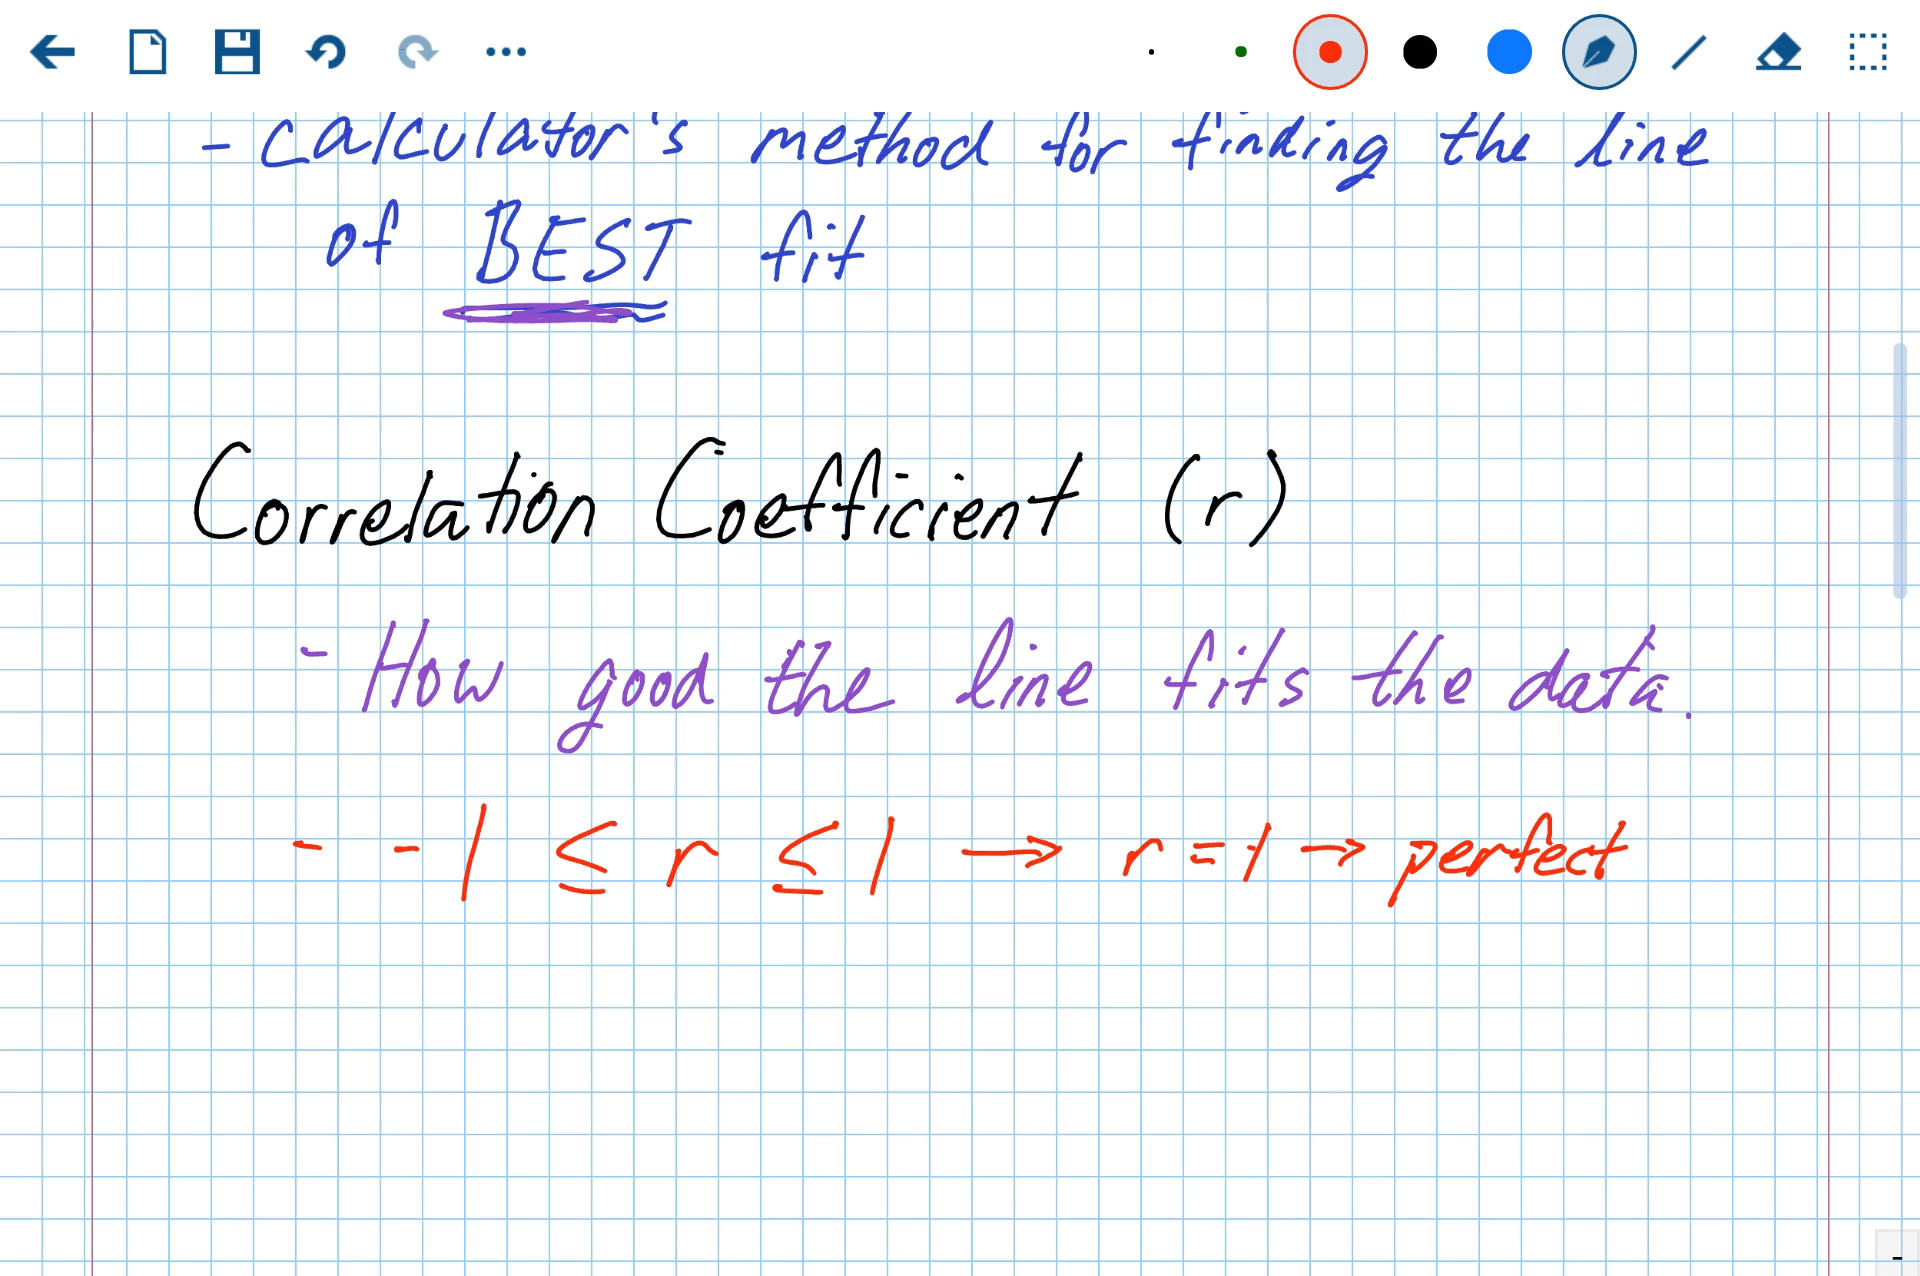 - calculator's method for finding the line
of BEST fit
Correlation Coefficient (r)
- How good the line fits the data.
- -1 ≤ r ≤ 1 → r = 1 → perfect